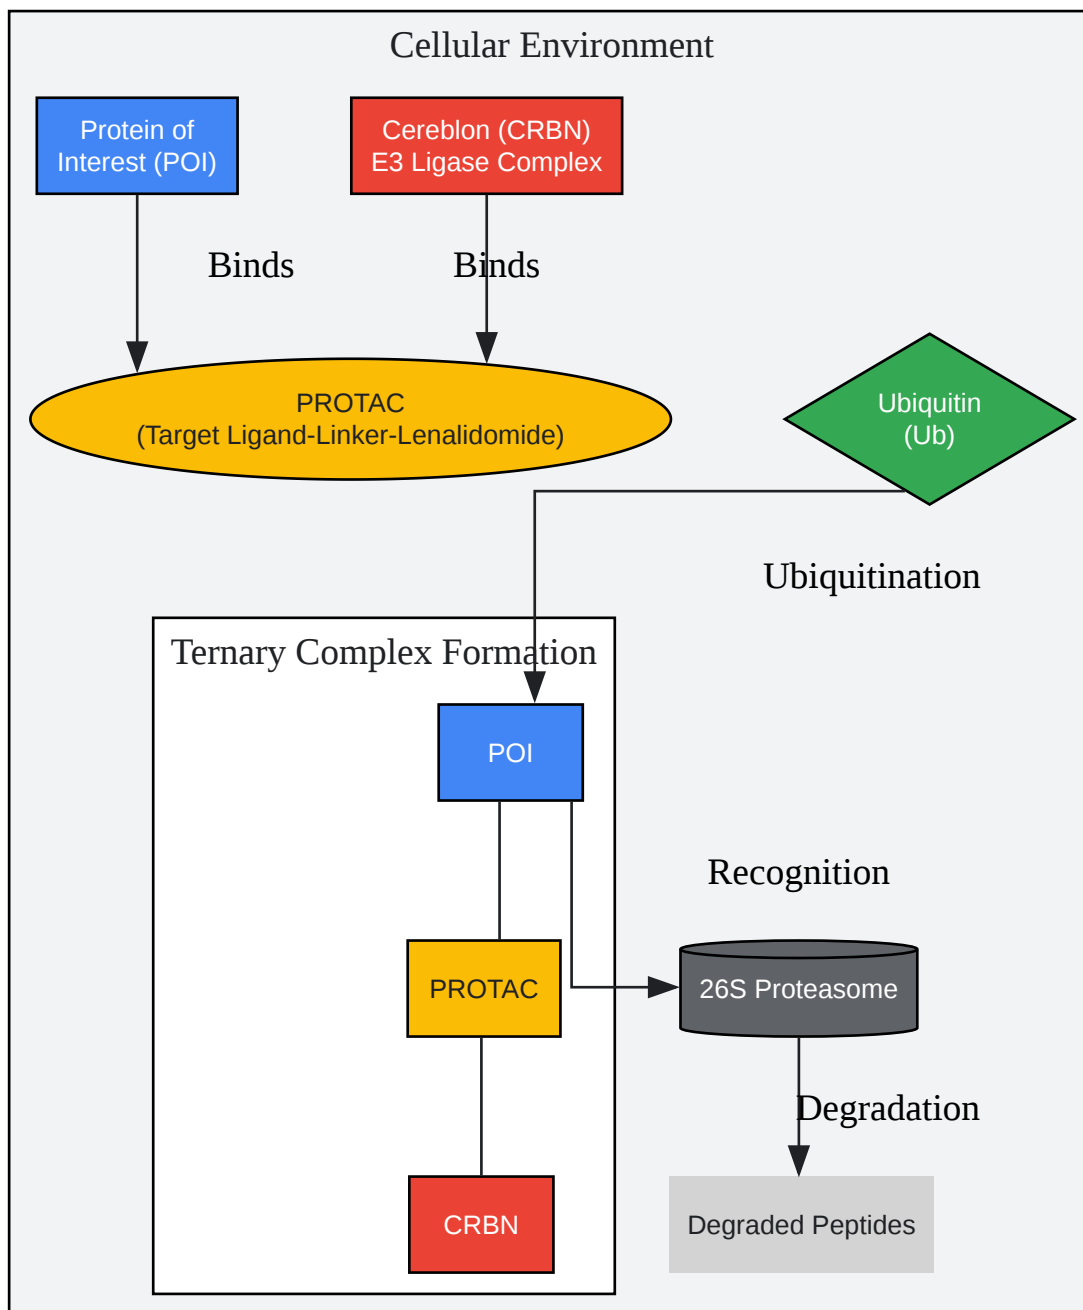 Cellular Environment
Protein of
Interest (POI)
Cereblon (CRBN)
E3 Ligase Complex
Binds
Binds
PROTAC
(Target Ligand-Linker-Lenalidomide)
Ubiquitin
(Ub)
Ubiquitination
Ternary Complex Formation
POI
Recognition
PROTAC
26S Proteasome
Degradation
CRBN
Degraded Peptides